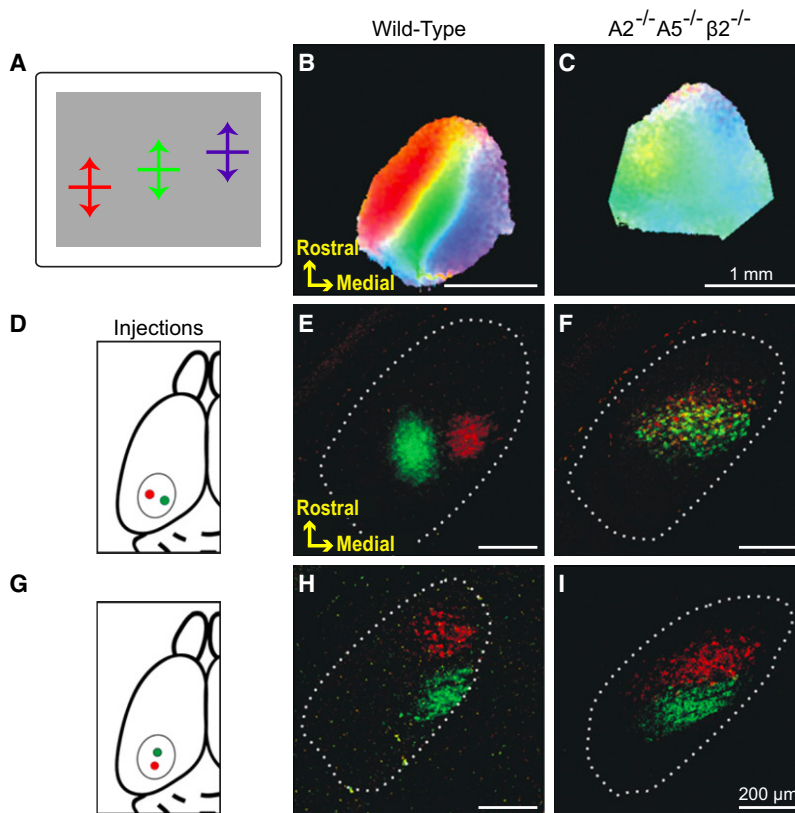 Wild-Type
A2-/-A5-/-β2-/-
A
B
C
Rostral
Medial
1 mm
D
Injections
E
F
Rostral
Medial
G
H
I
200 µm